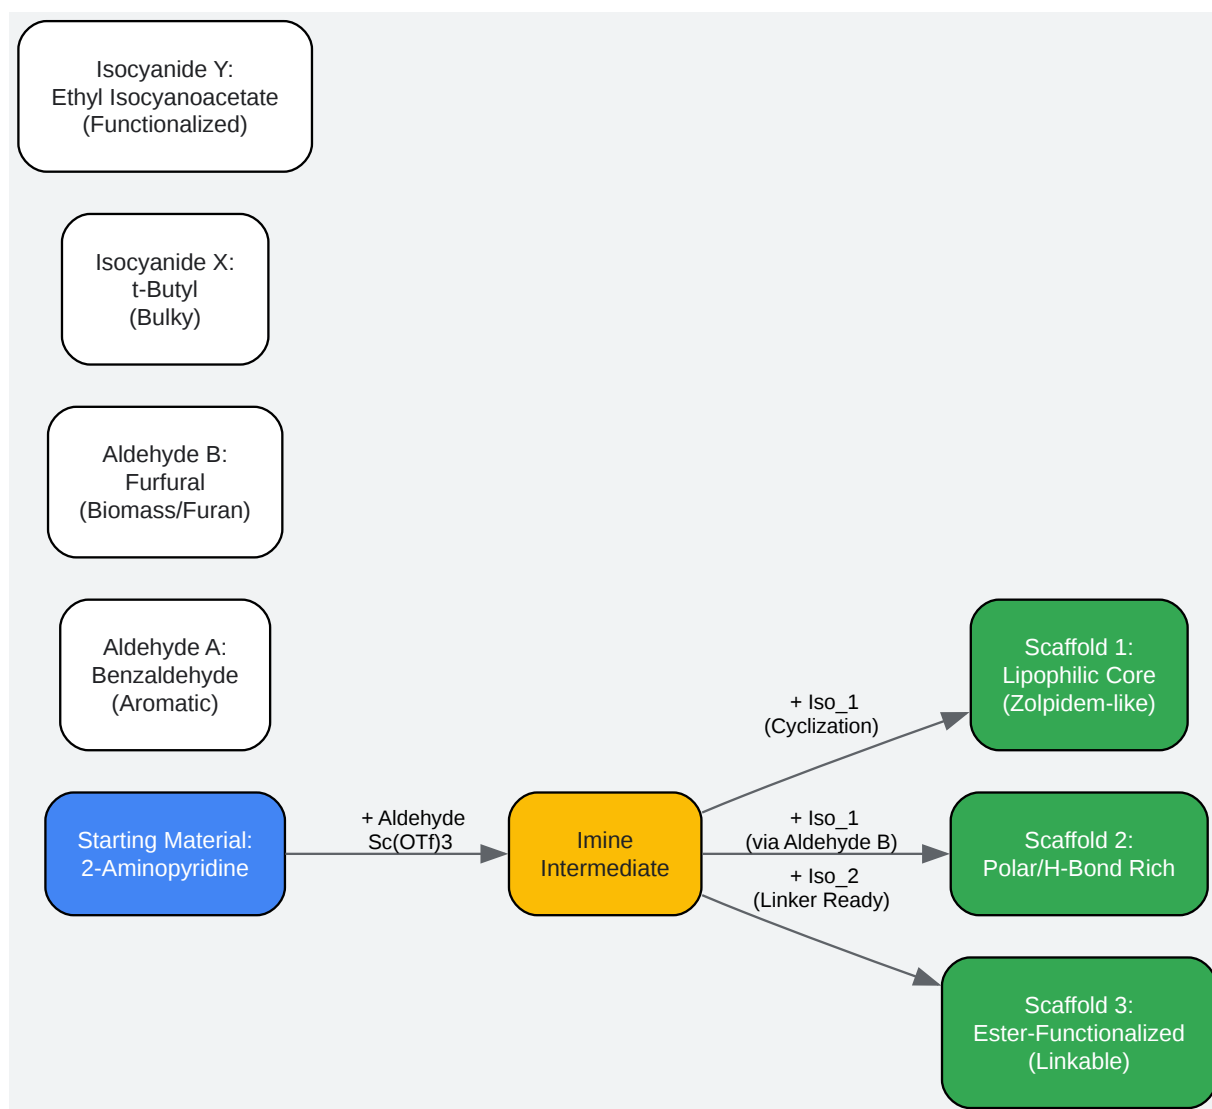 Isocyanide Y:
Ethyl Isocyanoacetate
(Functionalized)
Isocyanide X:
t-Butyl
(Bulky)
Aldehyde B:
Furfural
(Biomass/Furan)
Aldehyde A:
Benzaldehyde
(Aromatic)
Starting Material:
2-Aminopyridine
+ Aldehyde
Sc(OTf)3
Imine
Intermediate
+ Iso_1
(Cyclization)
+ Iso_1
(via Aldehyde B)
+ Iso_2
(Linker Ready)
Scaffold 1:
Lipophilic Core
(Zolpidem-like)
Scaffold 2:
Polar/H-Bond Rich
Scaffold 3:
Ester-Functionalized
(Linkable)